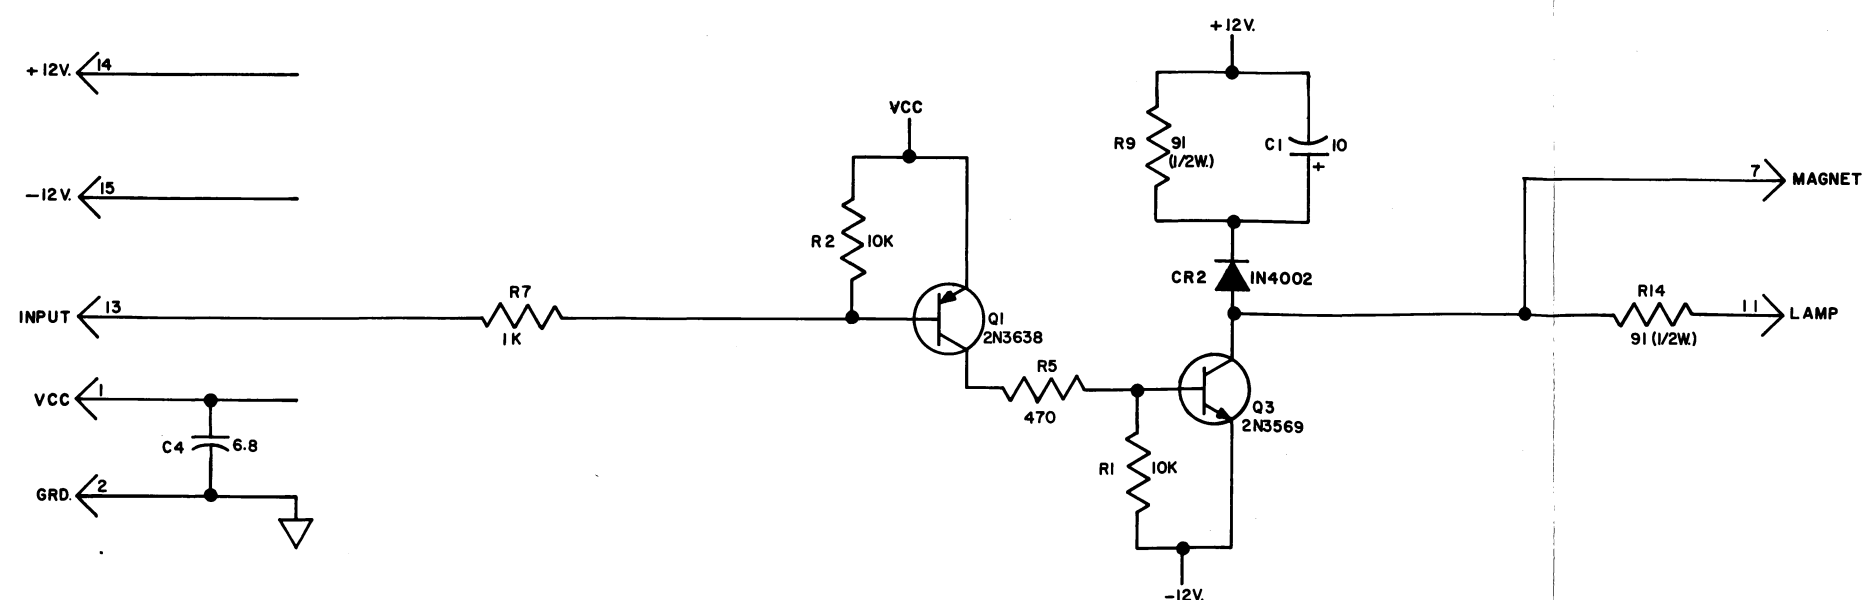 +12V.
14
-12V.
15
INPUT
13
R7
1K
VCC
1
C4
6.8
GRD.
2
VCC
R2
10K
Q1
2N3638
R5
470
R1
10K
-12V.
Q3
2N3569
+12V.
R9
91
(1/2W.)
C1
10
+
CR2
1N4002
7
MAGNET
R14
91 (1/2W.)
11
LAMP